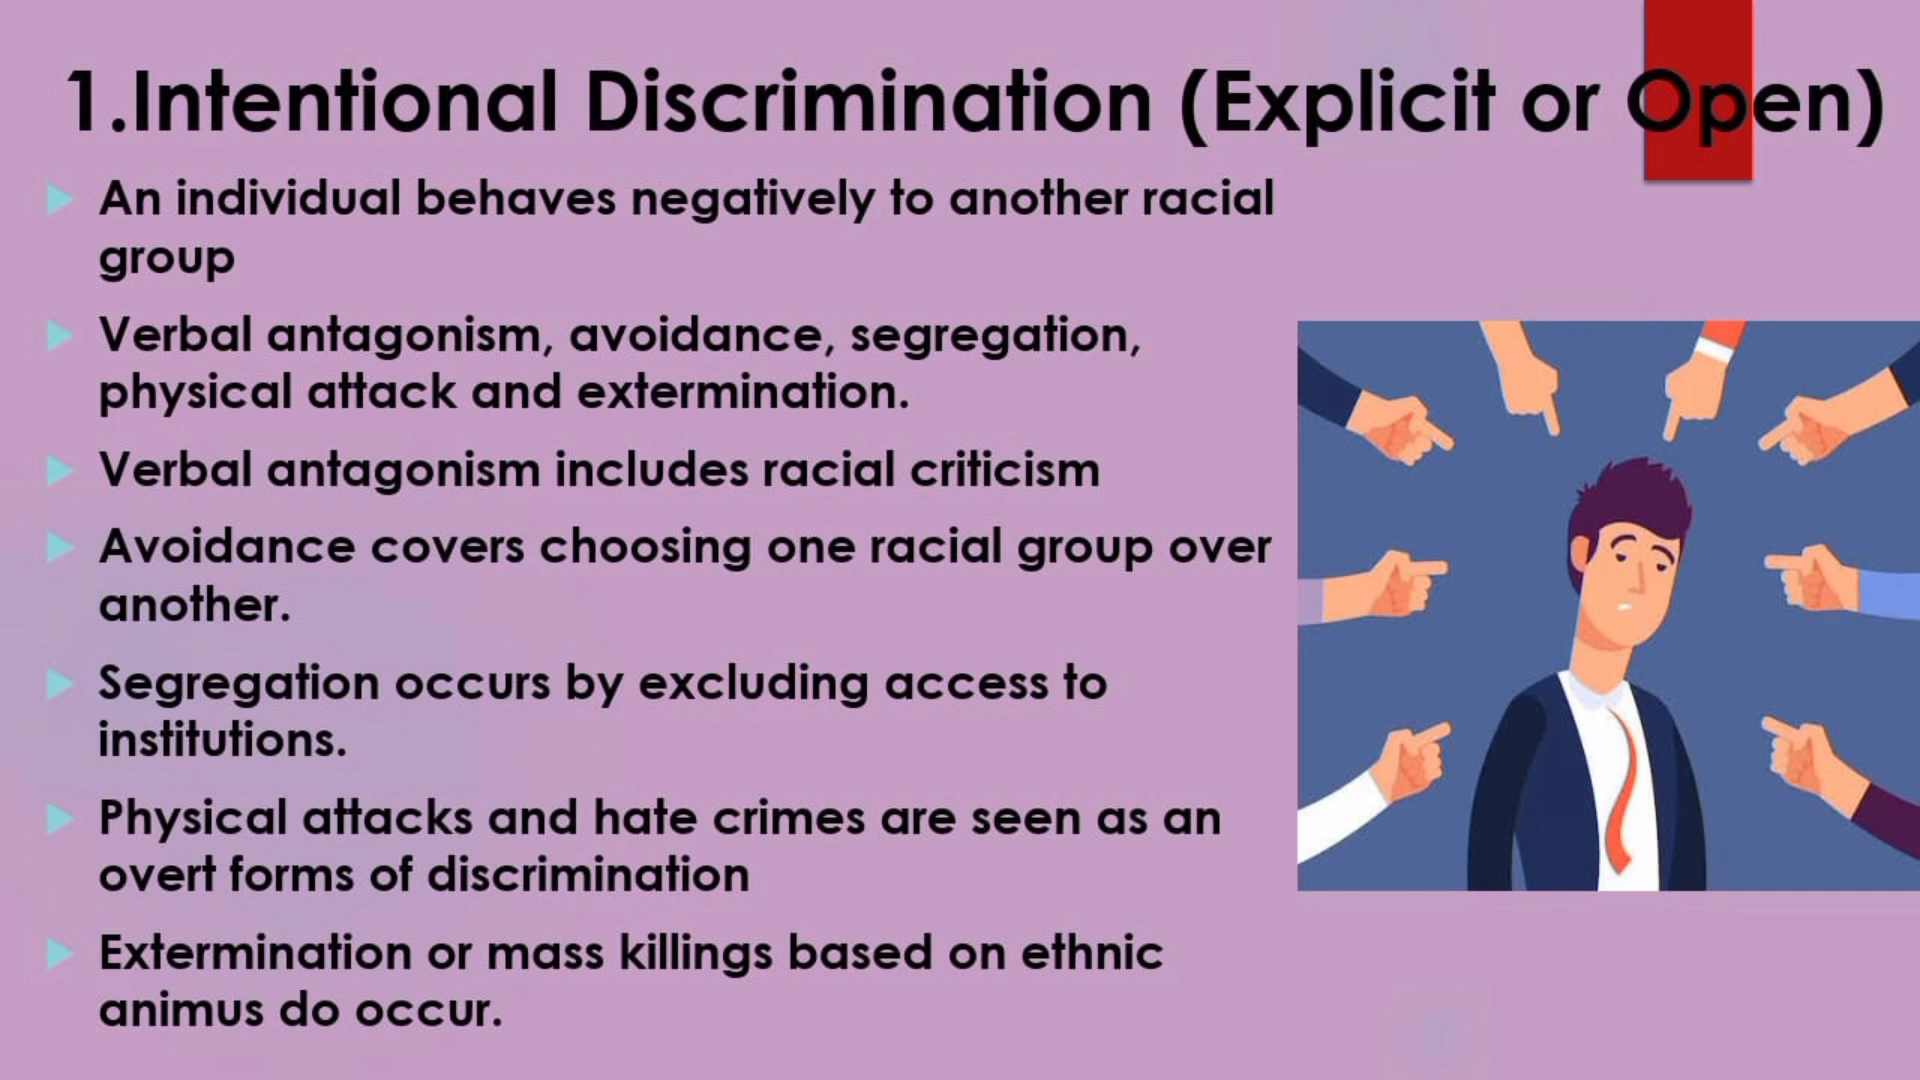 1.Intentional Discrimination (Explicit or Open)
An individual behaves negatively to another racial
group
Verbal antagonism, avoidance, segregation,
physical attack and extermination.
Verbal antagonism includes racial criticism
Avoidance covers choosing one racial group over
another.
Segregation occurs by excluding access to
institutions.
Physical attacks and hate crimes are seen as an
overt forms of discrimination
Extermination or mass killings based on ethnic
animus do occur.